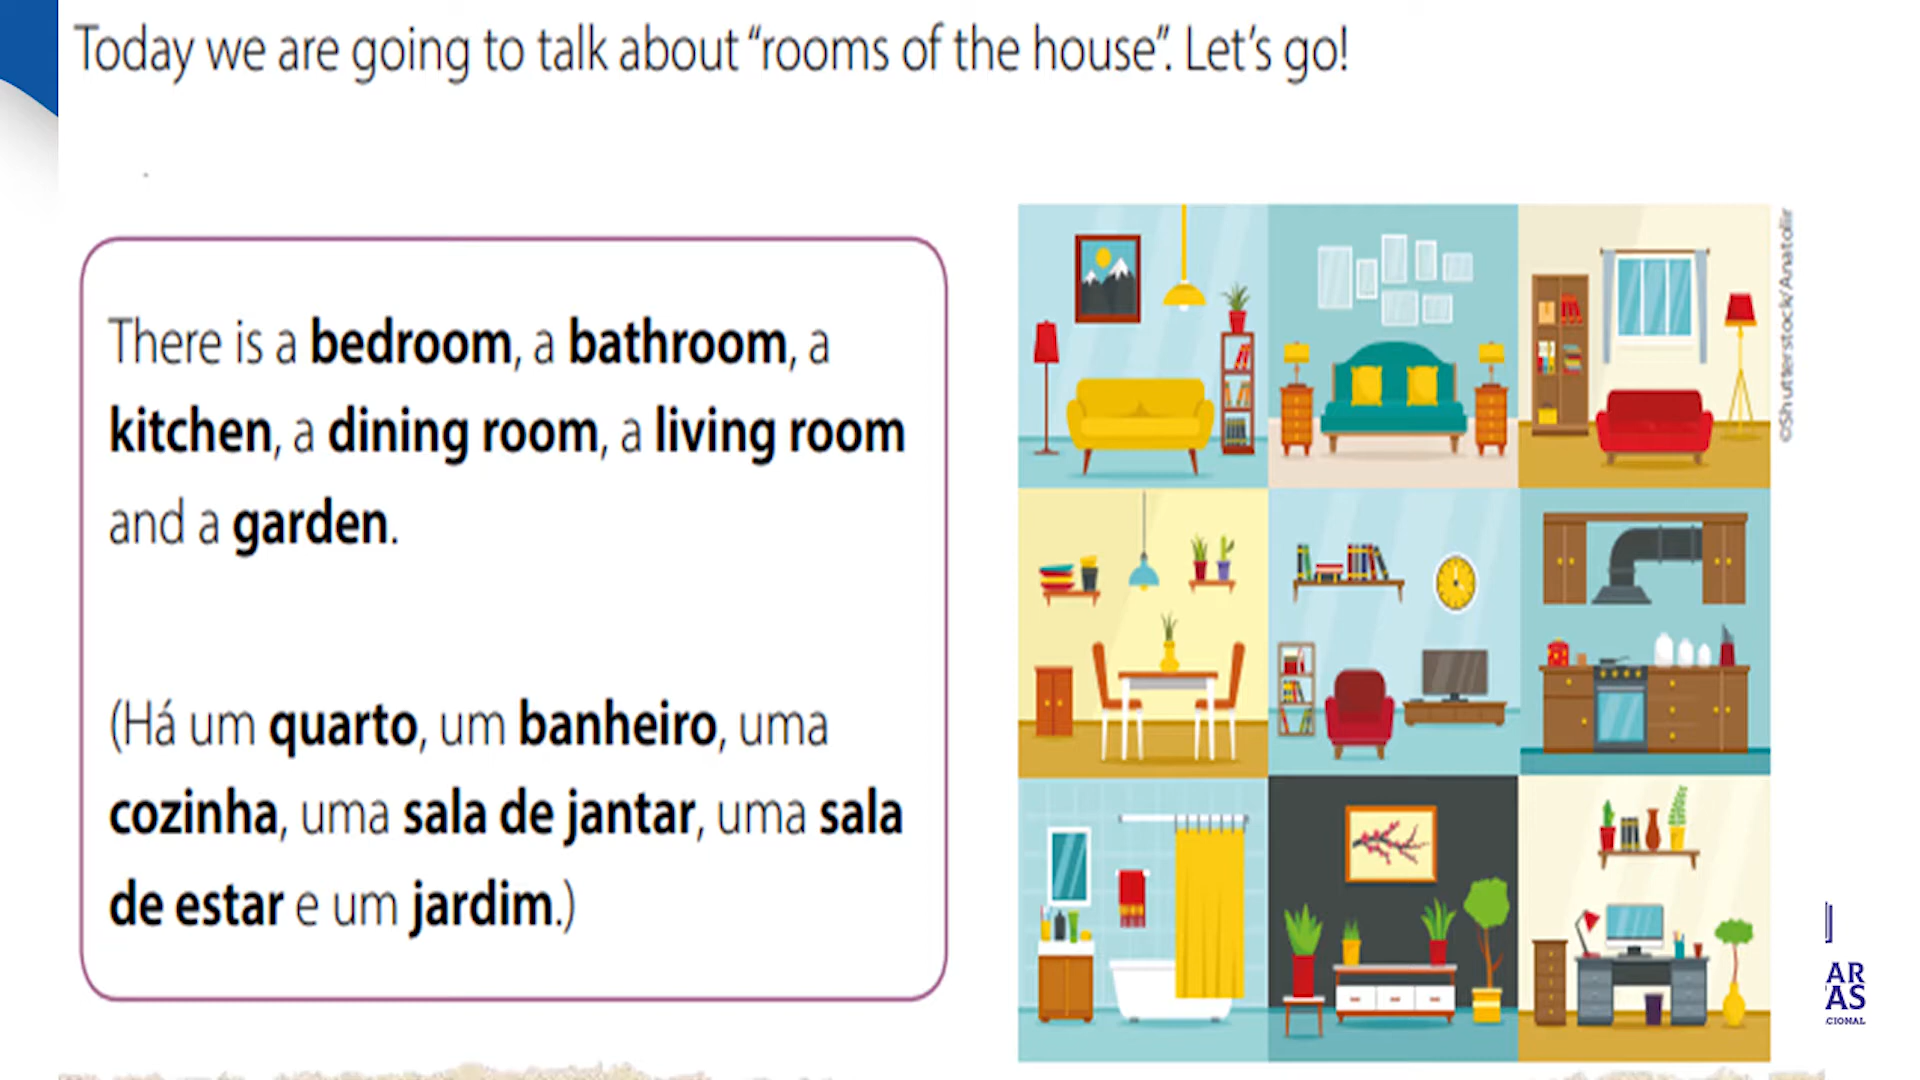 Today we are going to talk about “rooms of the house”. Let’s go!
There is a bedroom, a bathroom, a
kitchen, a dining room, a living room
and a garden.
(Há um quarto, um banheiro, uma
cozinha, uma sala de jantar, uma sala
de estar e um jardim.)
©Shutterstock/Anatolir
AR
AS
CIONAL